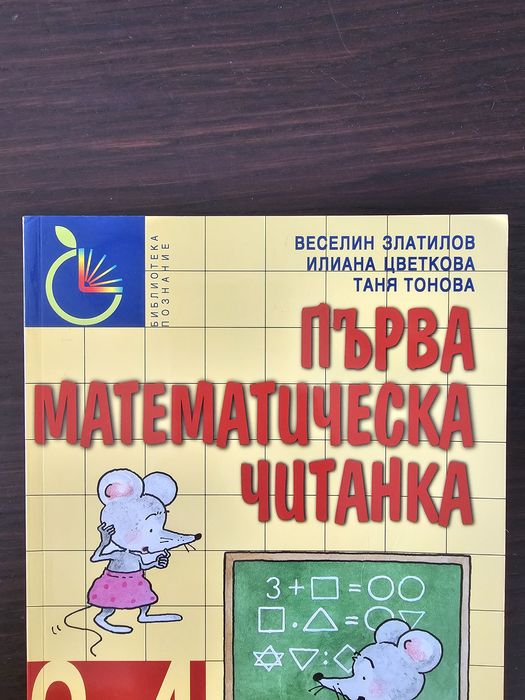 БИБЛИОТЕКА
ПОЗНАНИЕ
ВЕСЕЛИН ЗЛАТИЛОВ
ИЛИАНА ЦВЕТКОВА
ТАНЯ ТОНОВА
ПЪРВА
МАТЕМАТИЧЕСКА
ЧИТАНКА
3+□=○○
□.△=○▽
✡▽:◇